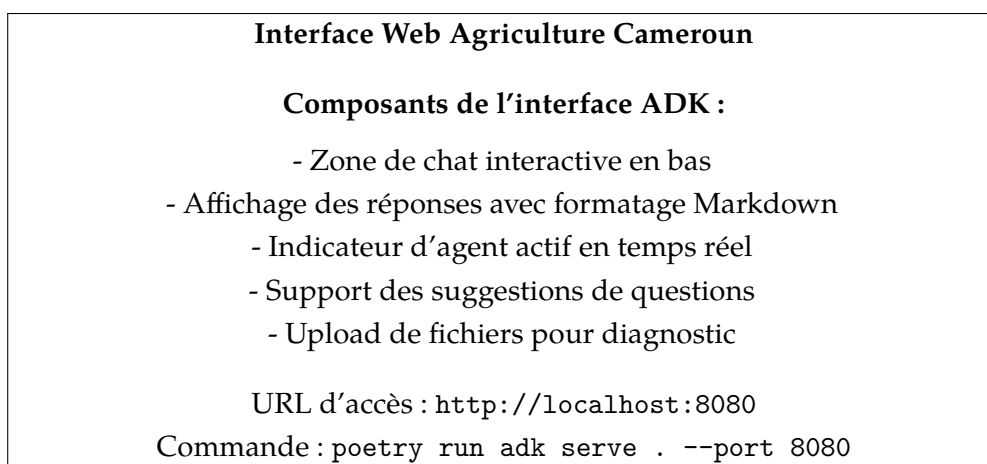 Interface Web Agriculture Cameroun
Composants de l'interface ADK :
- Zone de chat interactive en bas
- Affichage des réponses avec formatage Markdown
- Indicateur d'agent actif en temps réel
- Support des suggestions de questions
- Upload de fichiers pour diagnostic
URL d'accès : http://localhost:8080
Commande : poetry run adk serve . --port 8080